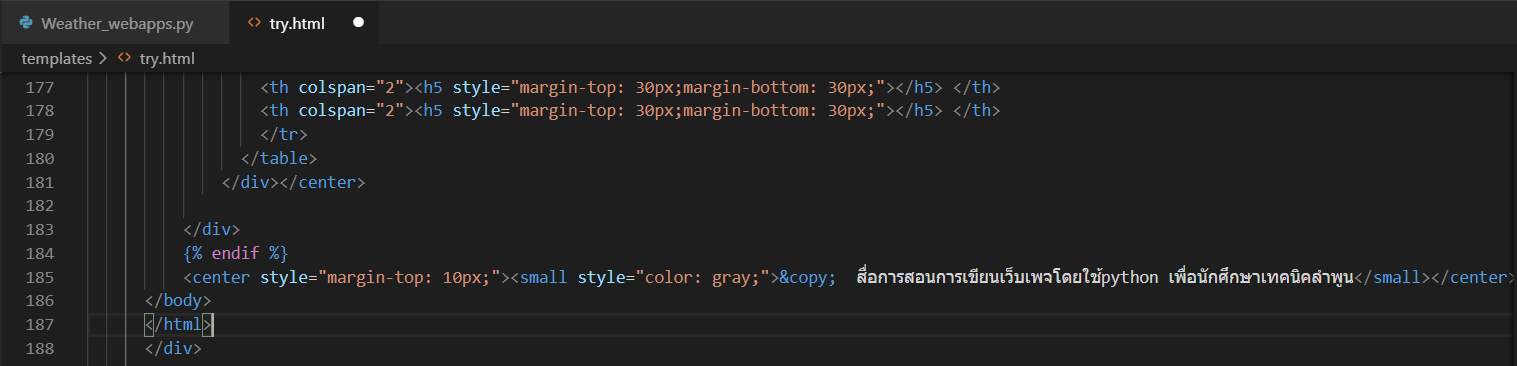 Weather_webapps.py
try.html
templates > try.html
177 <th colspan="2"><h5 style="margin-top: 30px;margin-bottom: 30px;"></h5> </th>
178 <th colspan="2"><h5 style="margin-top: 30px;margin-bottom: 30px;"></h5> </th>
179 </tr>
180 </table>
181 </div></center>
182
183 </div>
184 {% endif %}
185 <center style="margin-top: 10px;"><small style="color: gray;">&copy; สื่อการสอนการเขียนเว็บเพจโดยใช้python เพื่อนักศึกษาเทคนิคลำพูน</small></center>
186 </body>
187 </html>
188 </div>